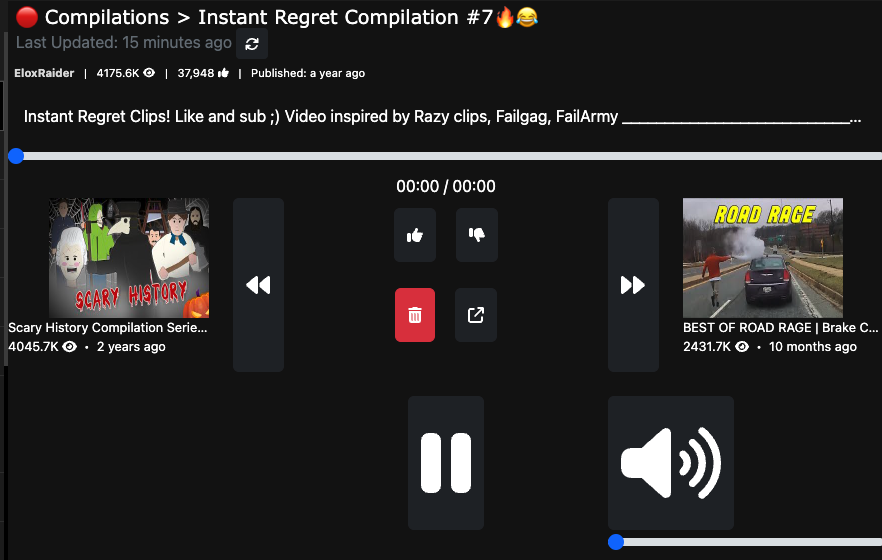 🔴 Compilations > Instant Regret Compilation #7🔥😂
Last Updated: 15 minutes ago
EloxRaider | 4175.6K | 37,948 | Published: a year ago
Instant Regret Clips! Like and sub ;) Video inspired by Razy clips, Failgag, FailArmy ____________________________...
00:00 / 00:00
SCARY HISTORY
Scary History Compilation Serie...
4045.7K • 2 years ago
ROAD RAGE
BEST OF ROAD RAGE | Brake C...
2431.7K • 10 months ago